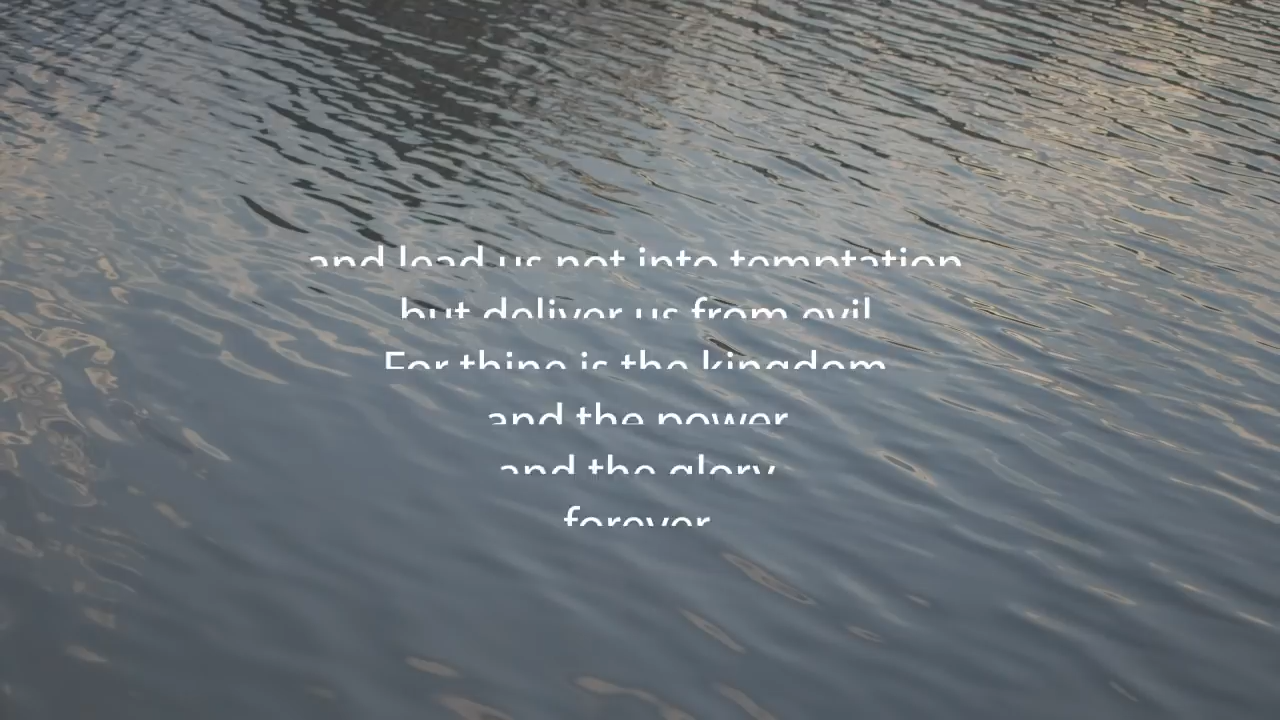 and lead us not into temptation
but deliver us from evil
For thine is the kingdom
and the power
and the glory
forever